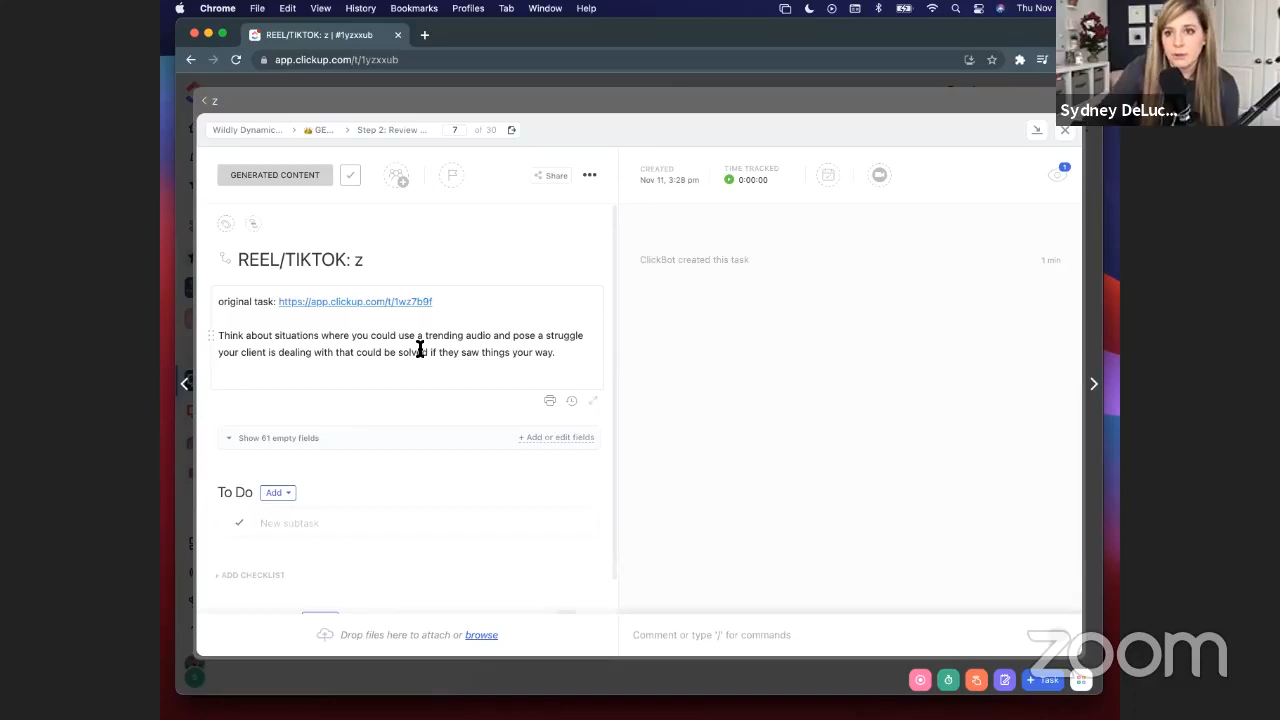 Chrome File Edit View History Bookmarks Profiles Tab Window Help Thu Nov
REEL/TIKTOK: z | #1yzxxub
app.clickup.com/t/1yzxxub
Sydney DeLuc...
z
Wildly Dynamic... GE... Step 2: Review ... 7 of 30
GENERATED CONTENT
Share
CREATED
Nov 11, 3:28 pm
TIME TRACKED
0:00:00
1
REEL/TIKTOK: z
ClickBot created this task
1 min
original task: https://app.clickup.com/t/1wz7b9f
Think about situations where you could use a trending audio and pose a struggle
your client is dealing with that could be solved if they saw things your way.
Show 61 empty fields
+ Add or edit fields
To Do
Add
New subtask
+ ADD CHECKLIST
Drop files here to attach or browse
Comment or type '/' for commands
S
+ Task
zoom